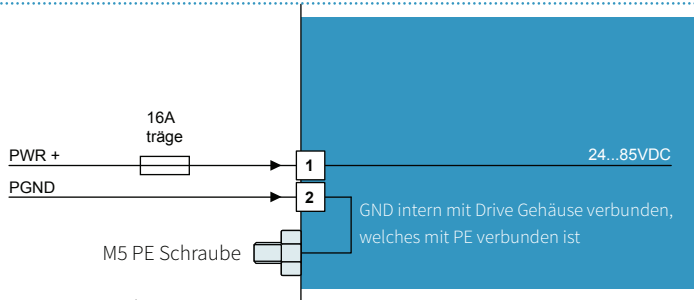 16A
träge
PWR +
1
24...85VDC
PGND
2
GND intern mit Drive Gehäuse verbunden,
welches mit PE verbunden ist
M5 PE Schraube